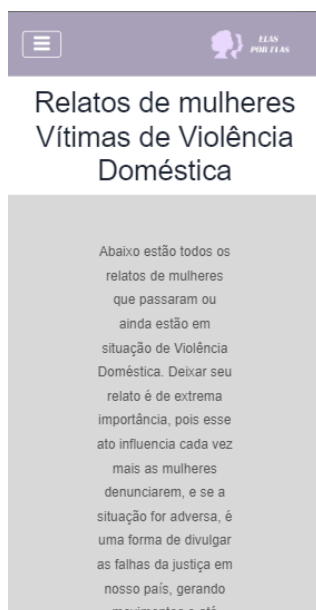 ELAS
POR ELAS
Relatos de mulheres
Vítimas de Violência
Doméstica
Abaixo estão todos os
relatos de mulheres
que passaram ou
ainda estão em
situação de Violência
Doméstica. Deixar seu
relato é de extrema
importância, pois esse
ato influencia cada vez
mais as mulheres
denunciarem, e se a
situação for adversa, é
uma forma de divulgar
as falhas da justiça em
nosso país, gerando
movimentos e até